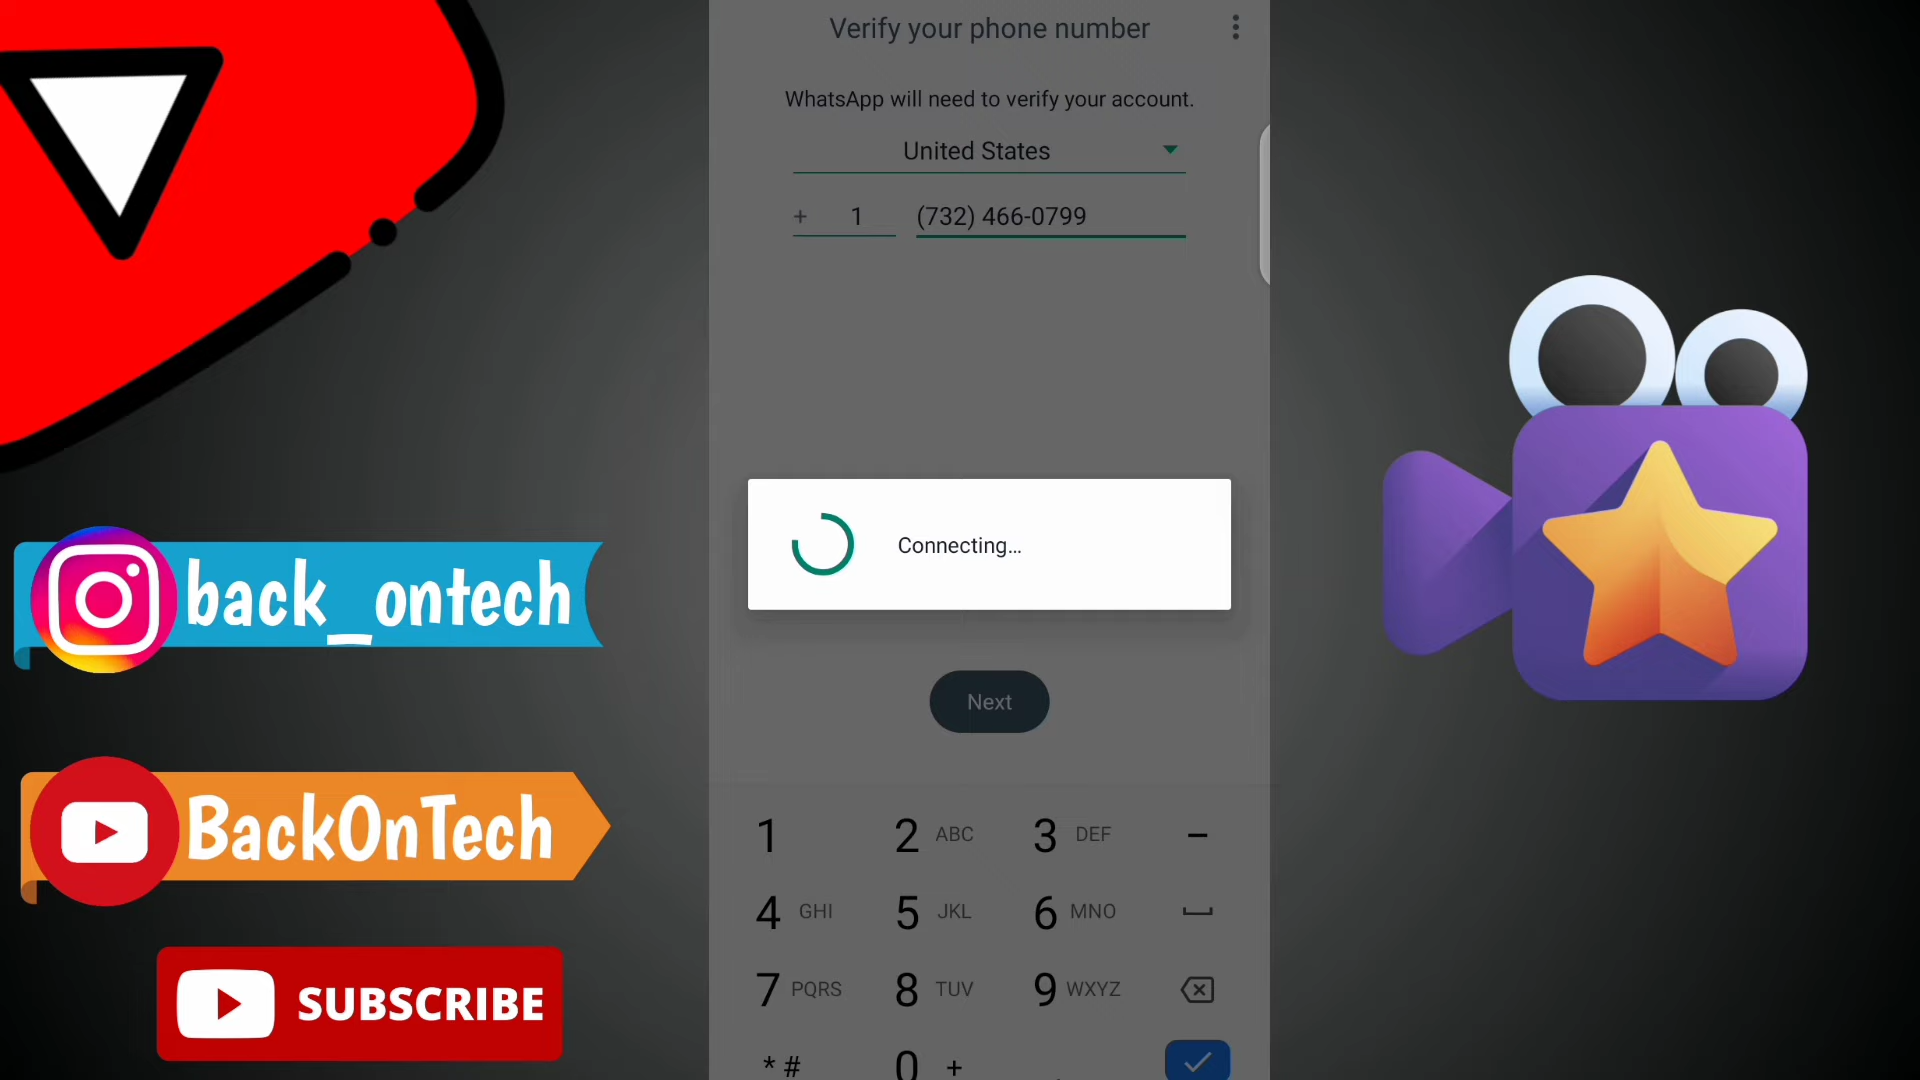 Verify your phone number
WhatsApp will need to verify your account.
United States
+ 1 (732) 466-0799
Connecting...
Next
1 2 ABC 3 DEF –
4 GHI 5 JKL 6 MNO
7 PQRS 8 TUV 9 WXYZ
* # 0 +
back_ontech
BackOnTech
SUBSCRIBE